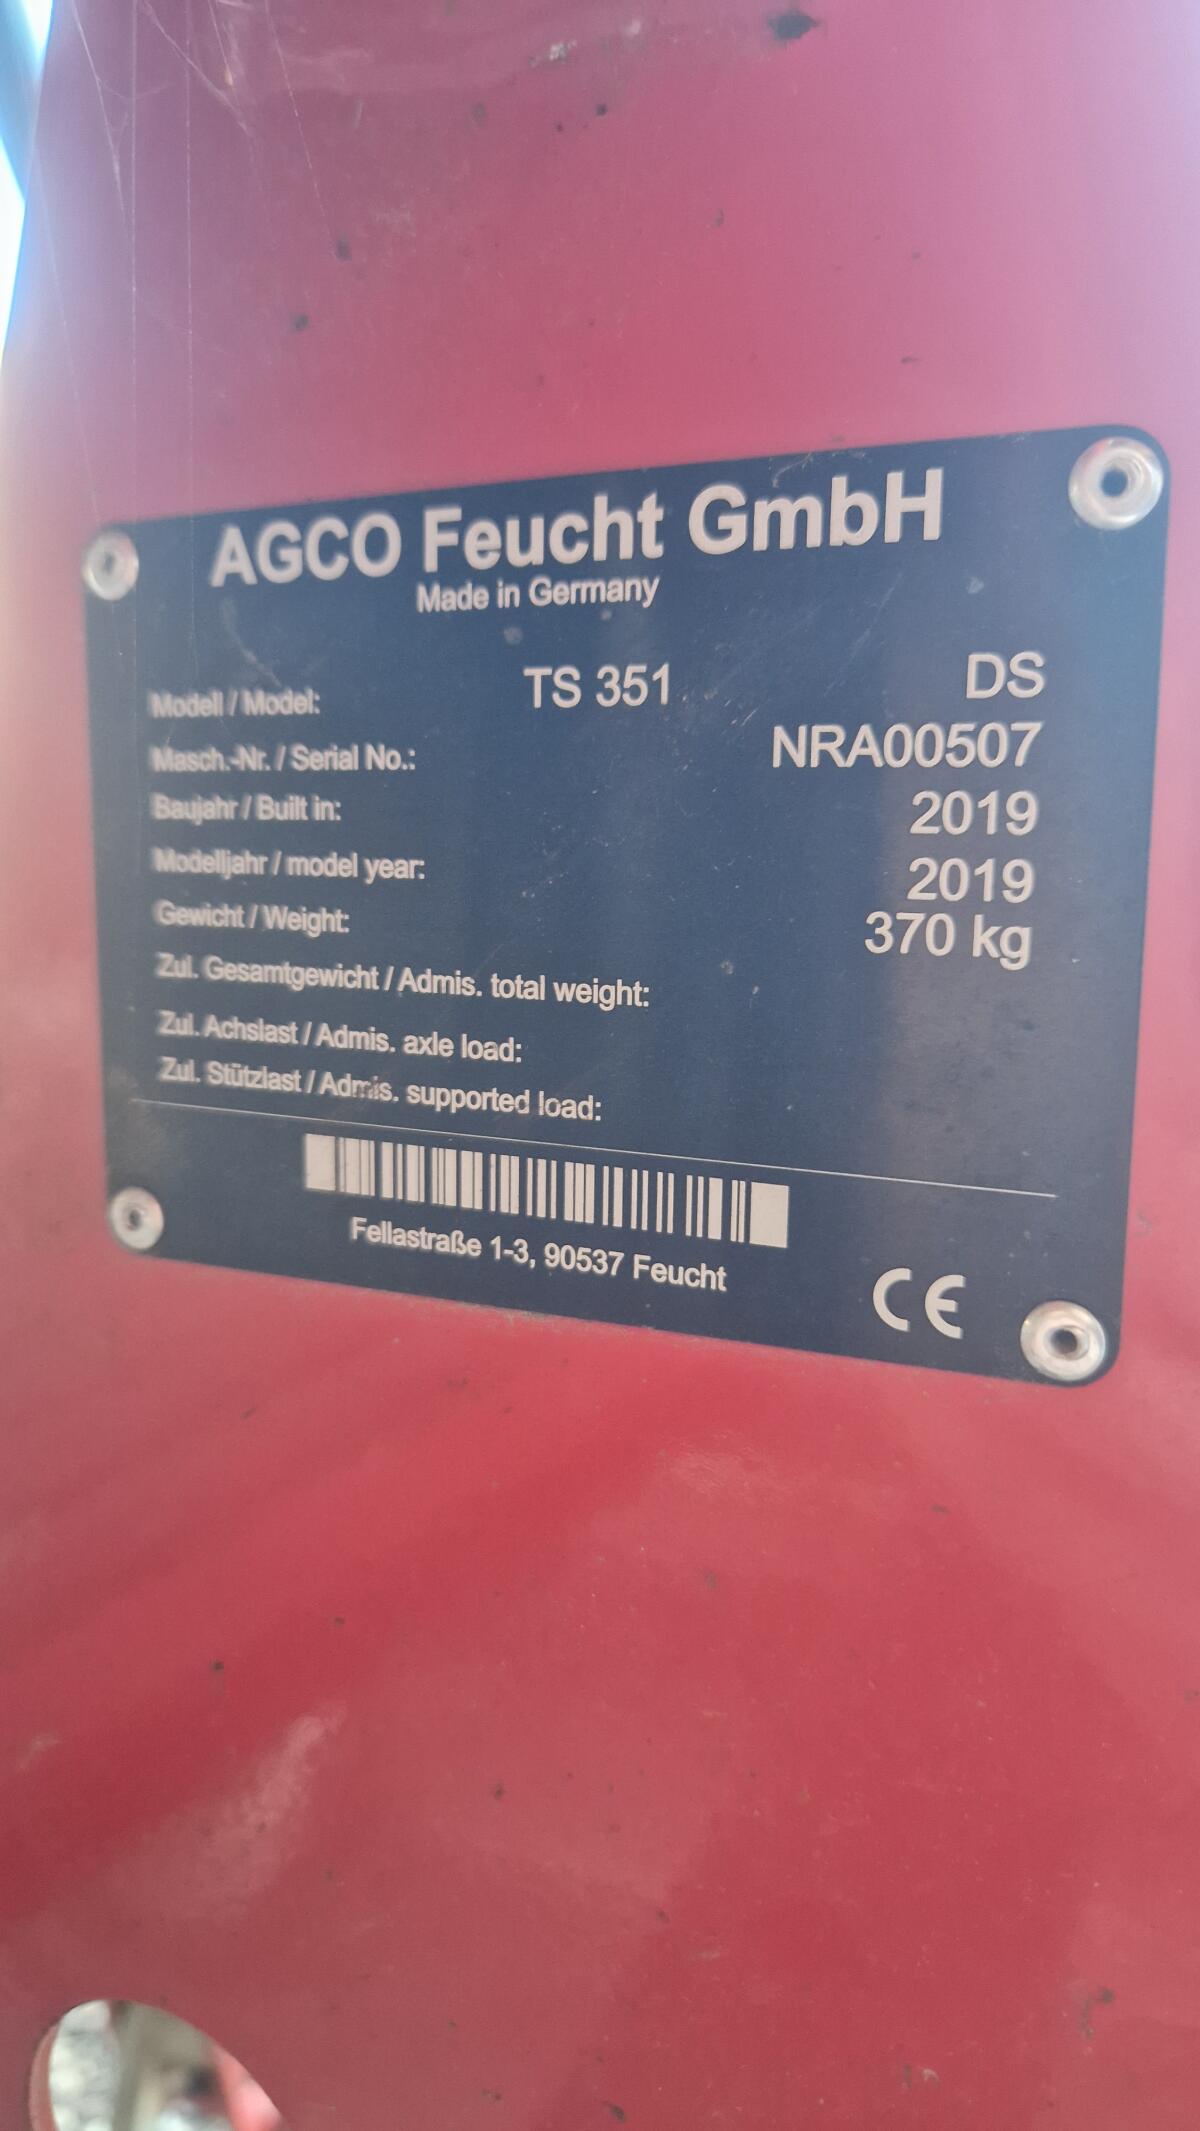 AGCO Feucht GmbH
Made in Germany
Modell / Model: TS 351 DS
Masch.-Nr. / Serial No.: NRA00507
Baujahr / Built in: 2019
Modelljahr / model year: 2019
Gewicht / Weight: 370 kg
Zul. Gesamtgewicht / Admis. total weight:
Zul. Achslast / Admis. axle load:
Zul. Stützlast / Admis. supported load:
Fellastraße 1-3, 90537 Feucht
CE